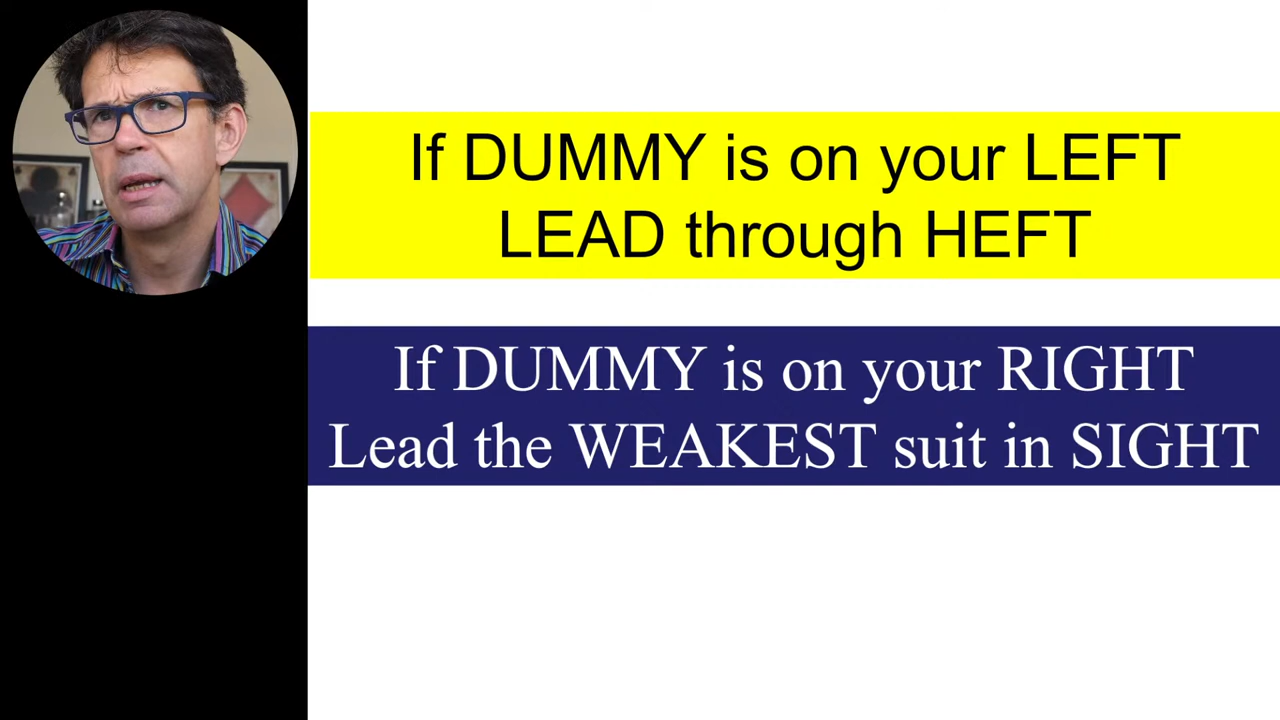 If DUMMY is on your LEFT
LEAD through HEFT
If DUMMY is on your RIGHT
Lead the WEAKEST suit in SIGHT